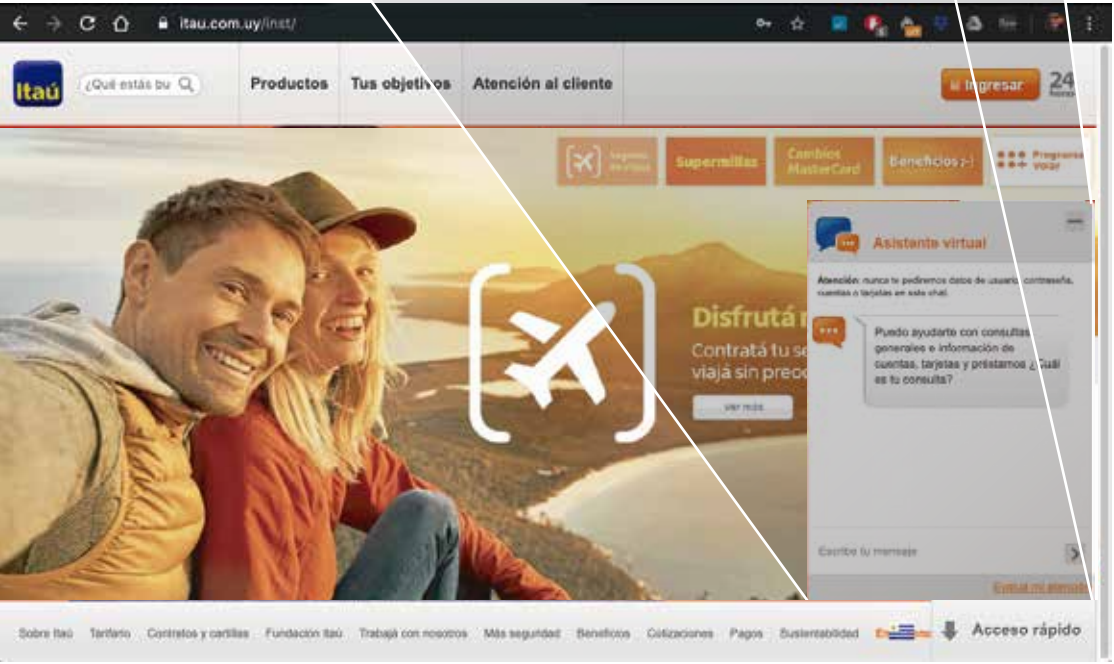 itau.com.uy/inst/
Itaú
¿Qué estás bu
Productos
Tus objetivos
Atención al cliente
Ingresar
24
horas
Supermillas
Cambios
MasterCard
Beneficios ;-)
Programa
volar
Disfrutá
Contratá tu se
viajá sin preoc
Ver más
Asistente virtual
Atención: nunca te pediremos datos de usuario, contraseña,
cuentas o tarjetas en este chat.
Puedo ayudarte con consultas
generales e información de
cuentas, tarjetas y préstamos ¿Cuál
es tu consulta?
Escribe tu mensaje
Evaluar mi atención
Sobre Itaú
Tarifario
Contratos y cartillas
Fundación Itaú
Trabajá con nosotros
Más seguridad
Beneficios
Cotizaciones
Pagos
Sustentabilidad
Acceso rápido